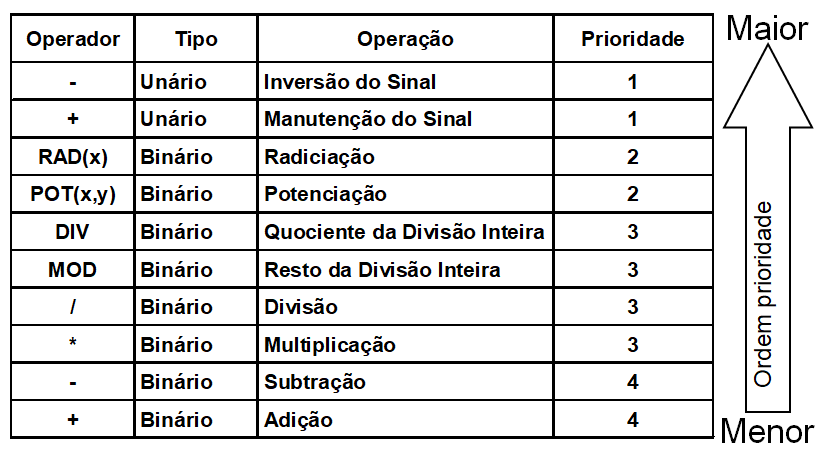 Operador Tipo Operação Prioridade
- Unário Inversão do Sinal 1
+ Unário Manutenção do Sinal 1
RAD(x) Binário Radiciação 2
POT(x,y) Binário Potenciação 2
DIV Binário Quociente da Divisão Inteira 3
MOD Binário Resto da Divisão Inteira 3
/ Binário Divisão 3
* Binário Multiplicação 3
- Binário Subtração 4
+ Binário Adição 4
Maior
Ordem prioridade
Menor